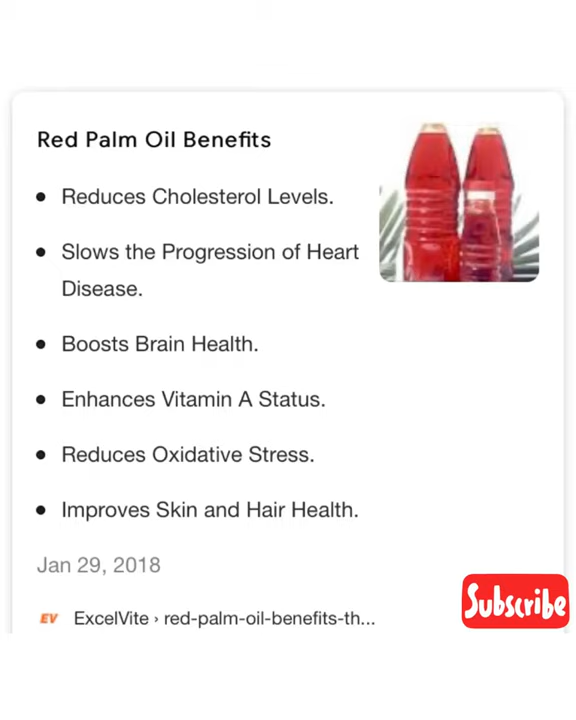 Red Palm Oil Benefits
• Reduces Cholesterol Levels.
• Slows the Progression of Heart
Disease.
• Boosts Brain Health.
• Enhances Vitamin A Status.
• Reduces Oxidative Stress.
• Improves Skin and Hair Health.
Jan 29, 2018
EV ExcelVite › red-palm-oil-benefits-th...
Subscribe